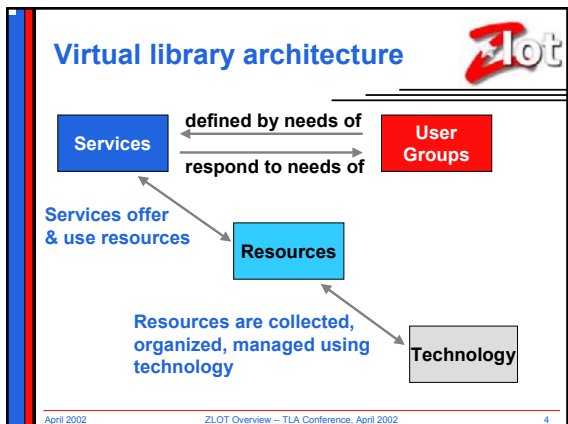 Virtual library architecture
Zlot
defined by needs of
Services
User
Groups
respond to needs of
Services offer
& use resources
Resources
Resources are collected,
organized, managed using
technology
Technology
April 2002
ZLOT Overview – TLA Conference, April 2002
4